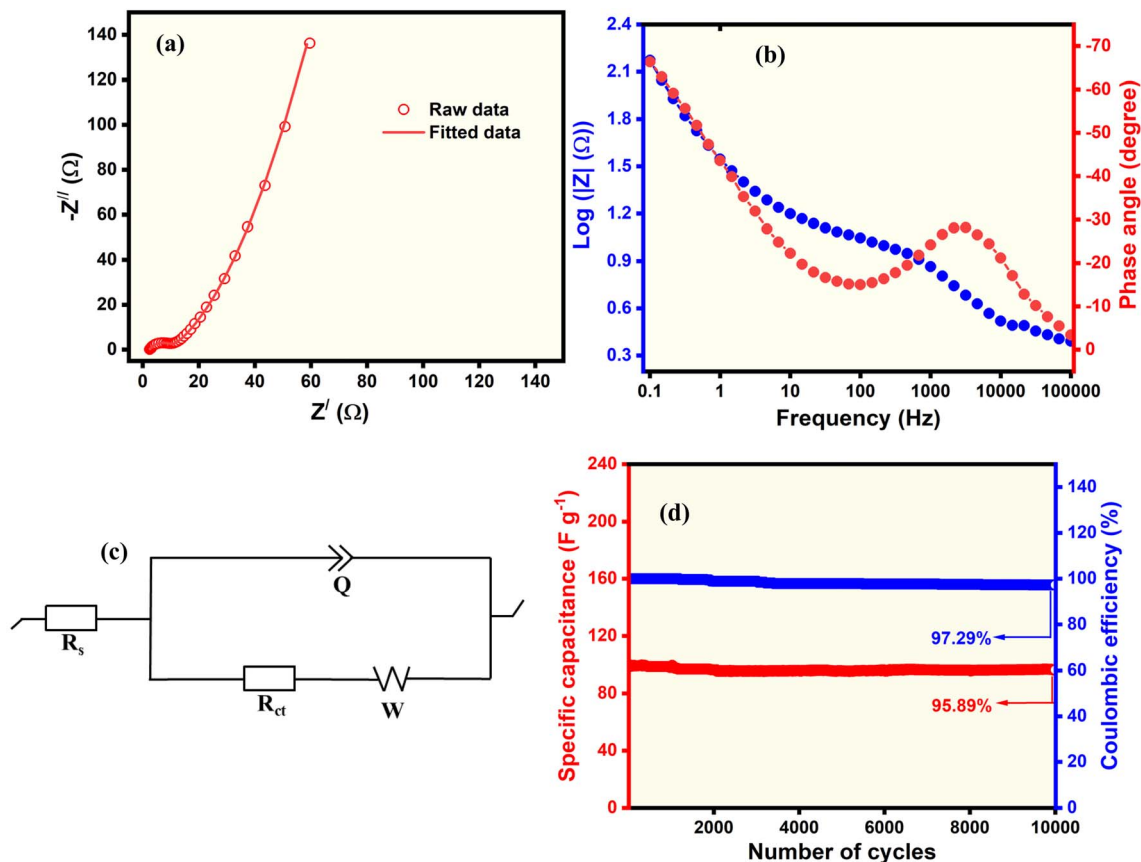 (a)
140
120
100
80
60
40
20
0
-Z// (Ω)
Raw data
Fitted data
0 20 40 60 80 100 120 140
Z/ (Ω)
(b)
2.4
2.1
1.8
1.5
1.2
0.9
0.6
0.3
Log (|Z| (Ω))
-70
-60
-50
-40
-30
-20
-10
0
Phase angle (degree)
0.1 1 10 100 1000 10000 100000
Frequency (Hz)
(c)
Q
Rs
Rct
W
(d)
240
200
160
120
80
40
0
Specific capacitance (F g-1)
140
120
100
80
60
40
20
0
Coulombic efficiency (%)
97.29%
95.89%
2000 4000 6000 8000 10000
Number of cycles